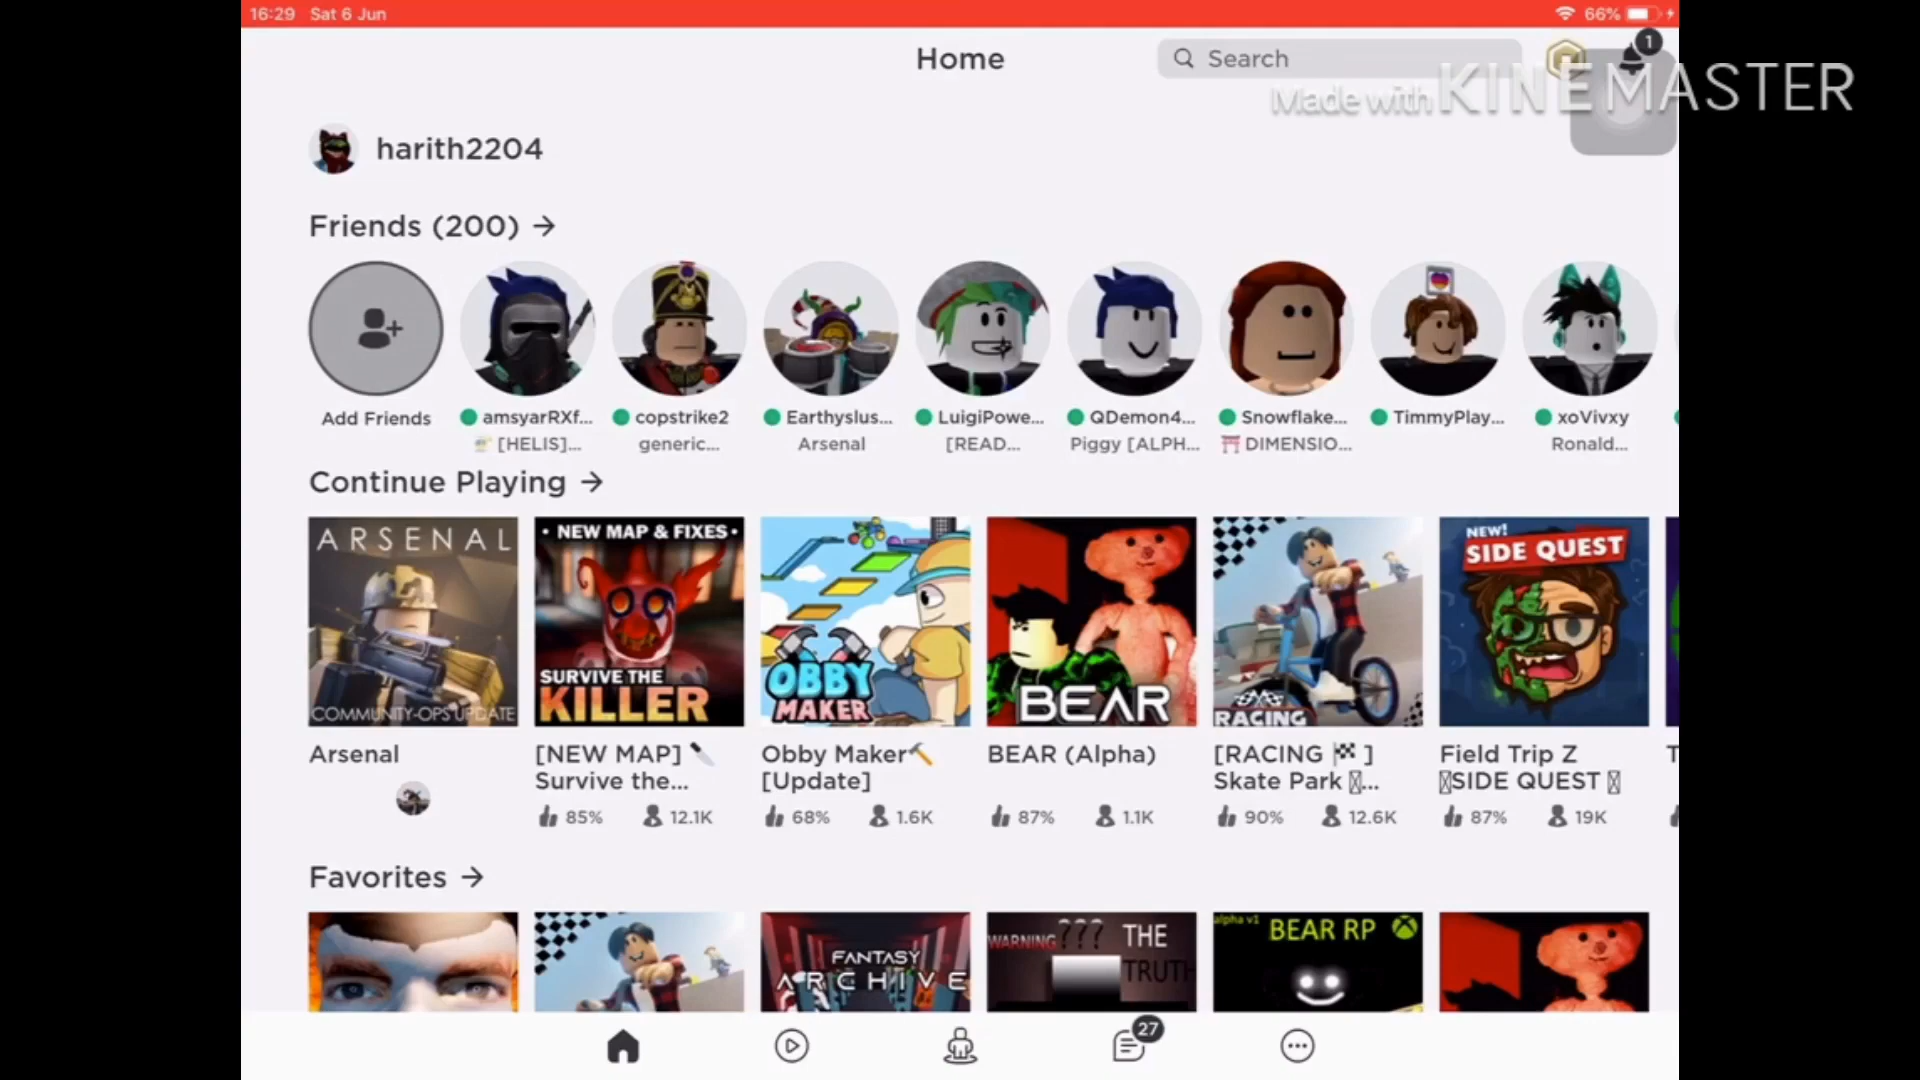 16:29 Sat 6 Jun 66%
Home
Search
1
Made with KINEMASTER
harith2204
Friends (200) →
Add Friends
amsyarRXf... copstrike2 Earthyslus... LuigiPowe... QDemon4... Snowflake... TimmyPlay... xoVivxy
[HELIS]... generic... Arsenal [READ... Piggy [ALPH... ⛩️DIMENSIO... Ronald...
Continue Playing →
ARSENAL
COMMUNITY-OPS UPDATE
• NEW MAP & FIXES •
SURVIVE THE
KILLER
OBBY
MAKER
BEAR
RACING
NEW!
SIDE QUEST
Arsenal
[NEW MAP] 🔪
Survive the...
85% 12.1K
Obby Maker🔨
[Update]
68% 1.6K
BEAR (Alpha)
87% 1.1K
[RACING 🏁 ]
Skate Park ...
90% 12.6K
Field Trip Z
SIDE QUEST
87% 19K
T
Favorites →
FANTASY
ARCHIVE
WARNING ??? THE
TRUTH
alpha v1
BEAR RP
27